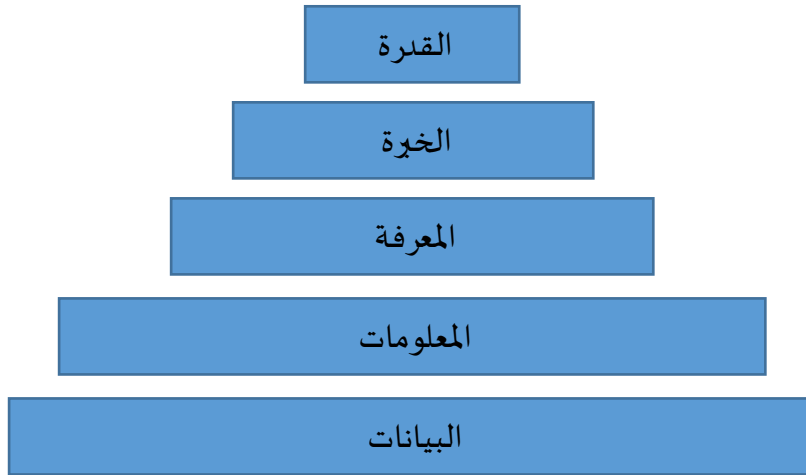 القدرة
الخبرة
المعرفة
المعلومات
البيانات